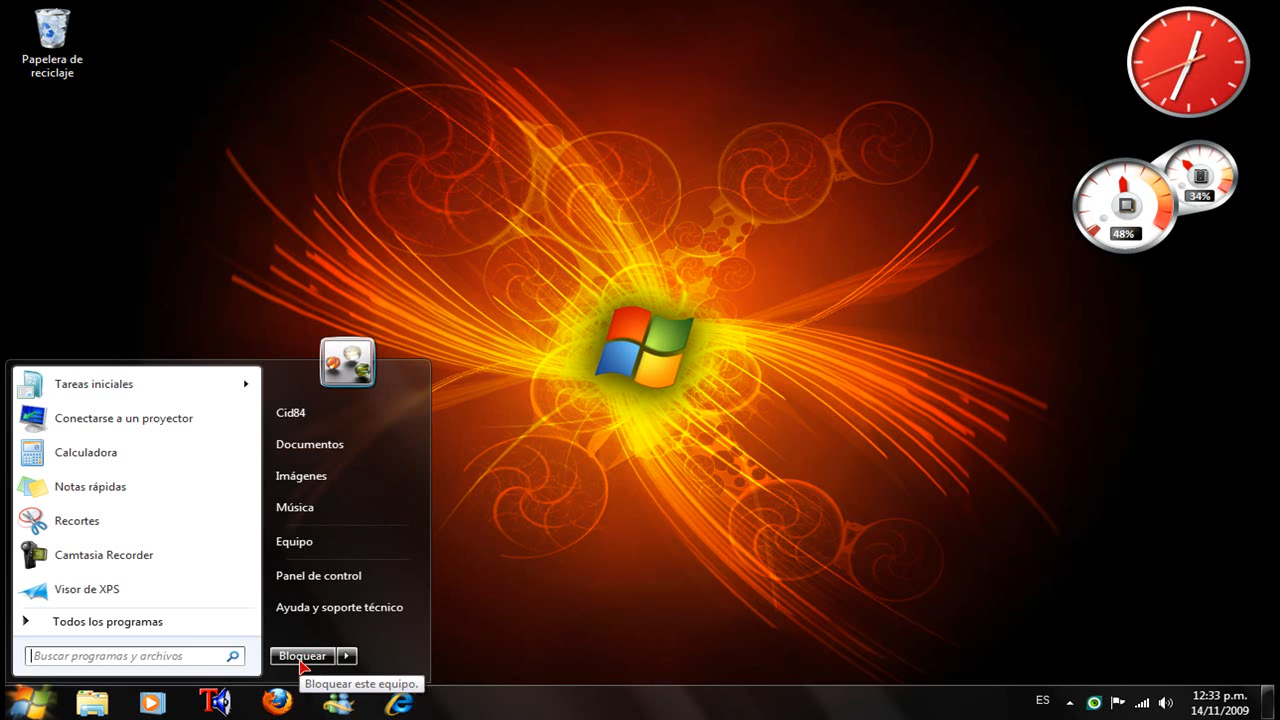 Papelera de
reciclaje
48%
34%
Tareas iniciales
Conectarse a un proyector
Calculadora
Notas rápidas
Recortes
Camtasia Recorder
Visor de XPS
Todos los programas
Buscar programas y archivos
Cid84
Documentos
Imágenes
Música
Equipo
Panel de control
Ayuda y soporte técnico
Bloquear
Bloquear este equipo.
ES
12:33 p.m.
14/11/2009